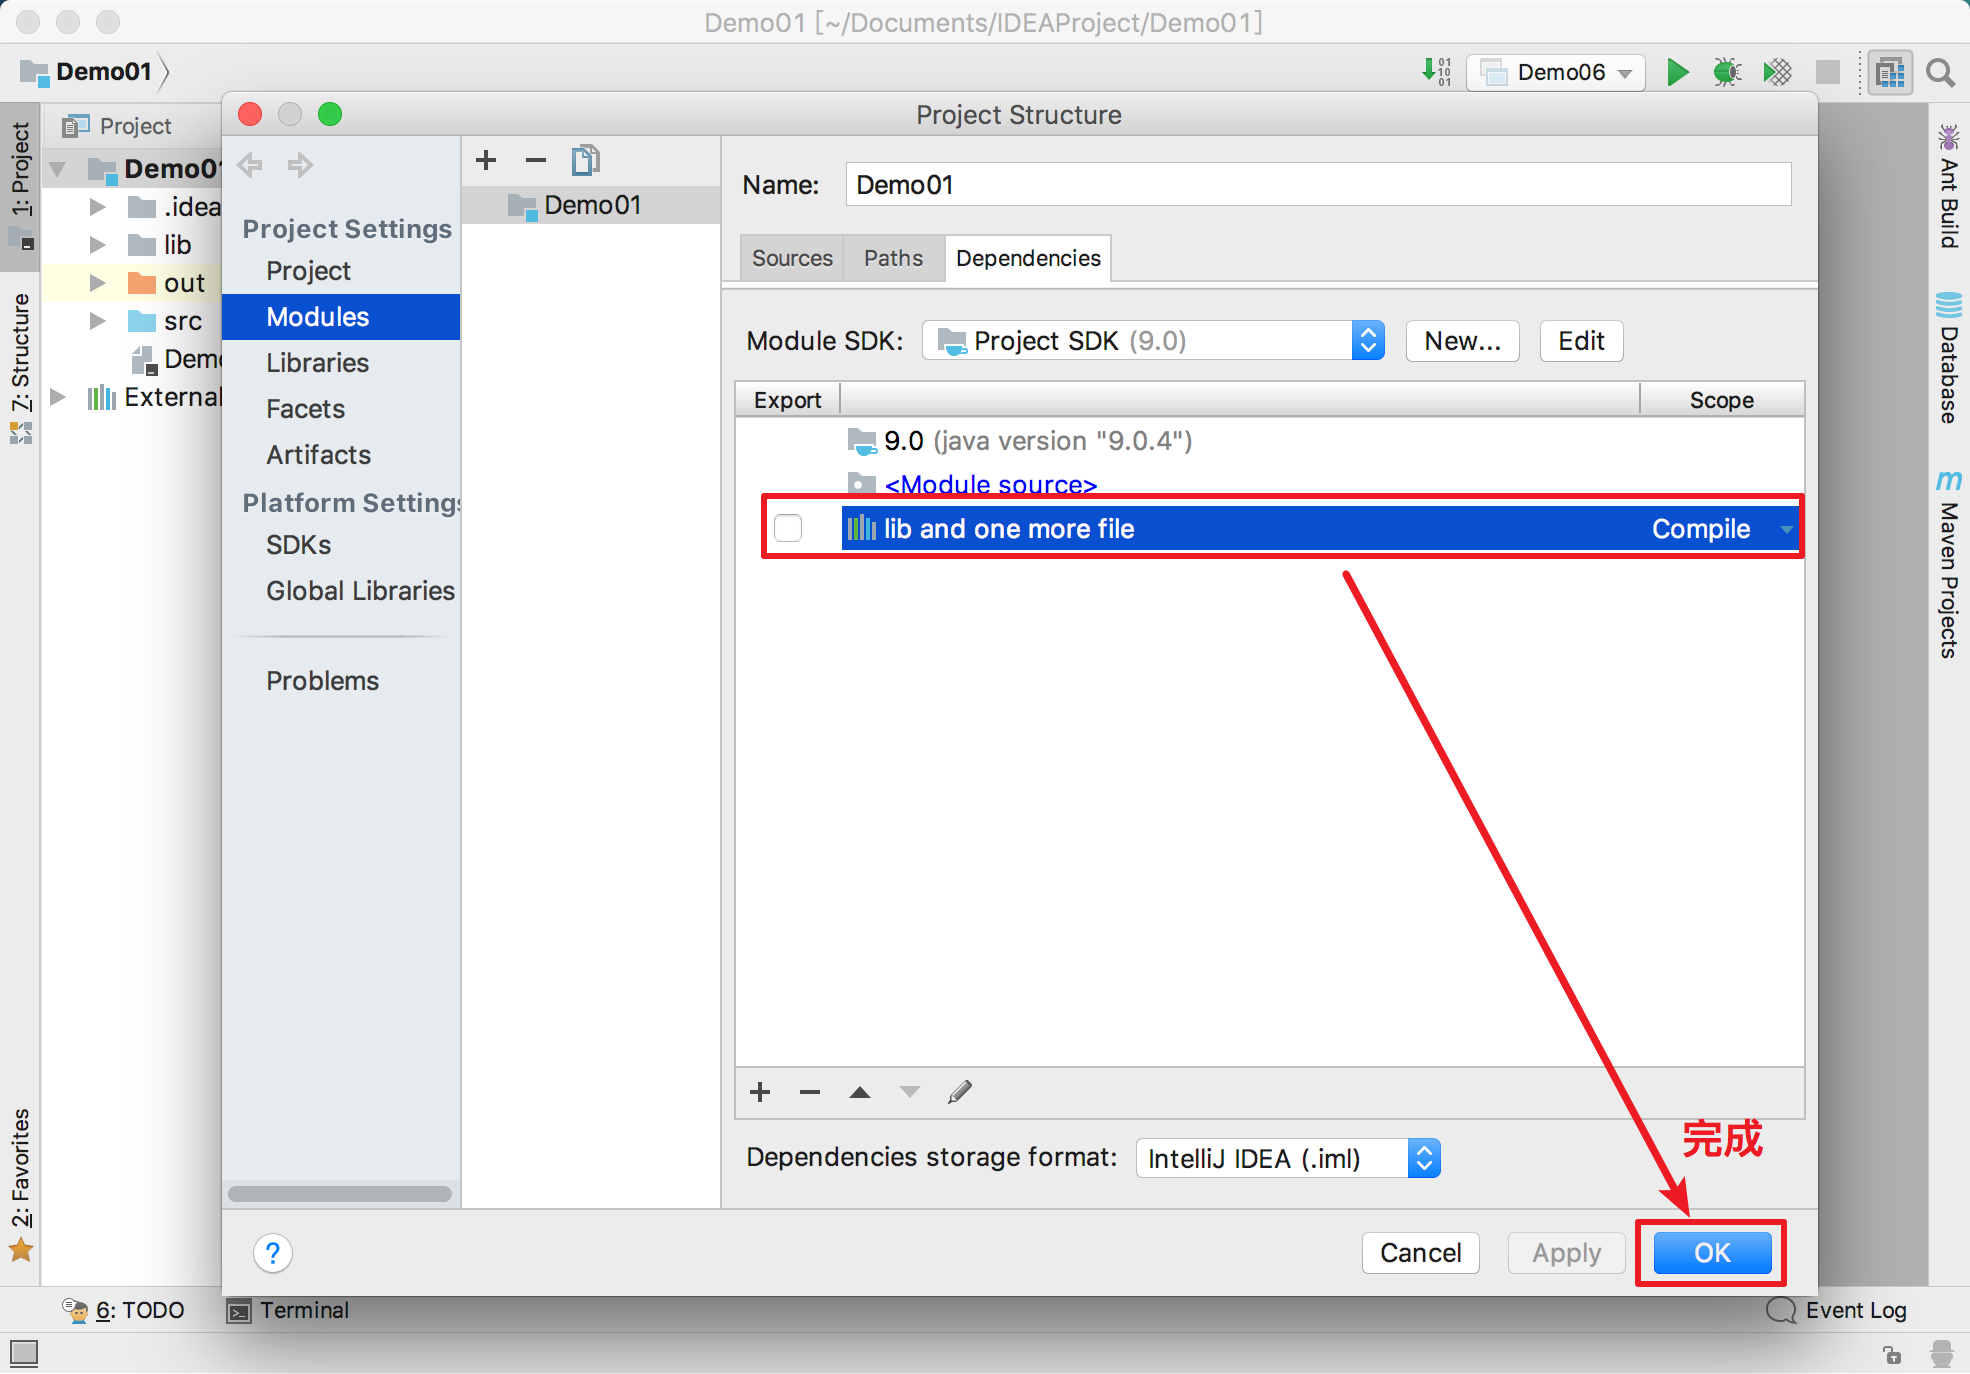 Demo01 [~/Documents/IDEAProject/Demo01]
Demo01
Demo06
1: Project
7: Structure
2: Favorites
Project
Demo01
.idea
lib
out
src
Demo
External
Project Structure
Project Settings
Project
Modules
Libraries
Facets
Artifacts
Platform Settings
SDKs
Global Libraries
Problems
Demo01
Name: Demo01
Sources Paths Dependencies
Module SDK: Project SDK (9.0) New... Edit
Export Scope
9.0 (java version "9.0.4")
<Module source>
lib and one more file Compile
Dependencies storage format: IntelliJ IDEA (.iml)
完成
? Cancel Apply OK
Ant Build
Database
Maven Projects
6: TODO Terminal Event Log